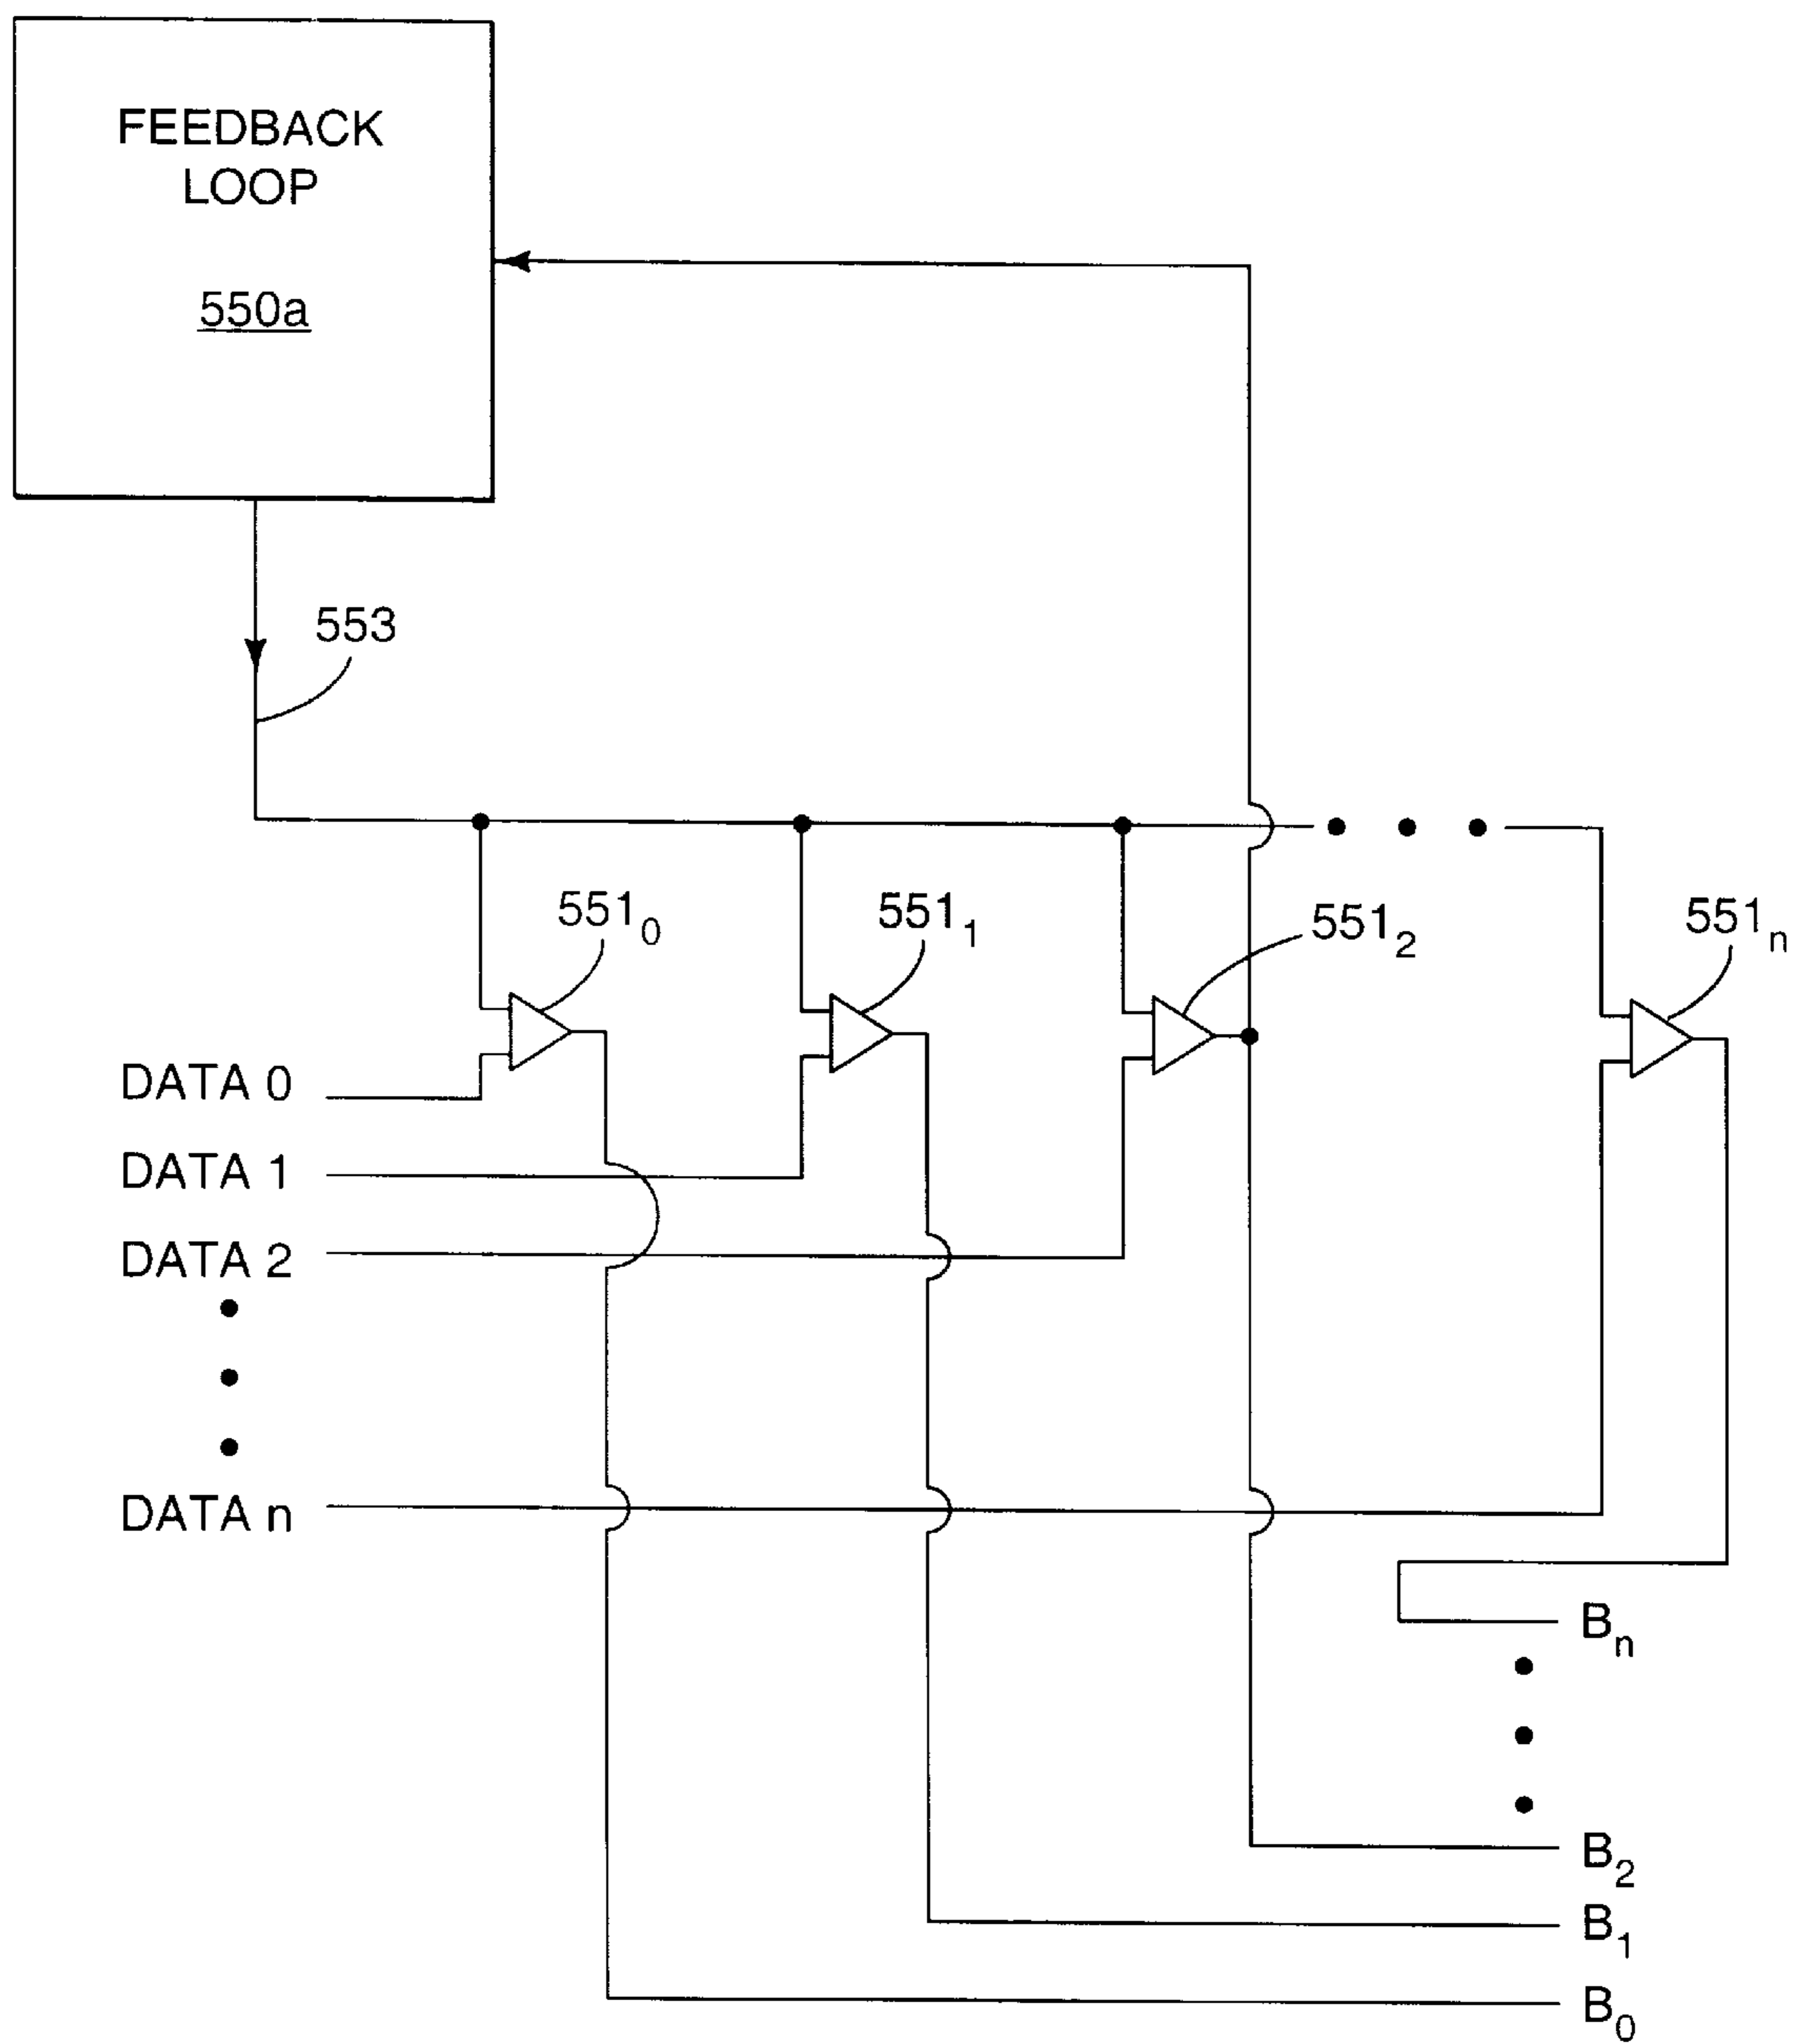 FEEDBACK
LOOP
550a
553
551₀
551₁
551₂
551ₙ
DATA 0
DATA 1
DATA 2
DATA n
Bₙ
B₂
B₁
B₀